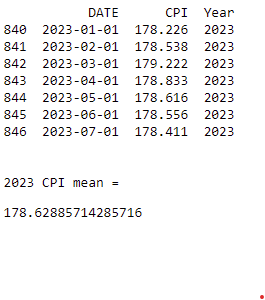 DATE CPI Year
840 2023-01-01 178.226 2023
841 2023-02-01 178.538 2023
842 2023-03-01 179.222 2023
843 2023-04-01 178.833 2023
844 2023-05-01 178.616 2023
845 2023-06-01 178.556 2023
846 2023-07-01 178.411 2023
2023 CPI mean =
178.62885714285716